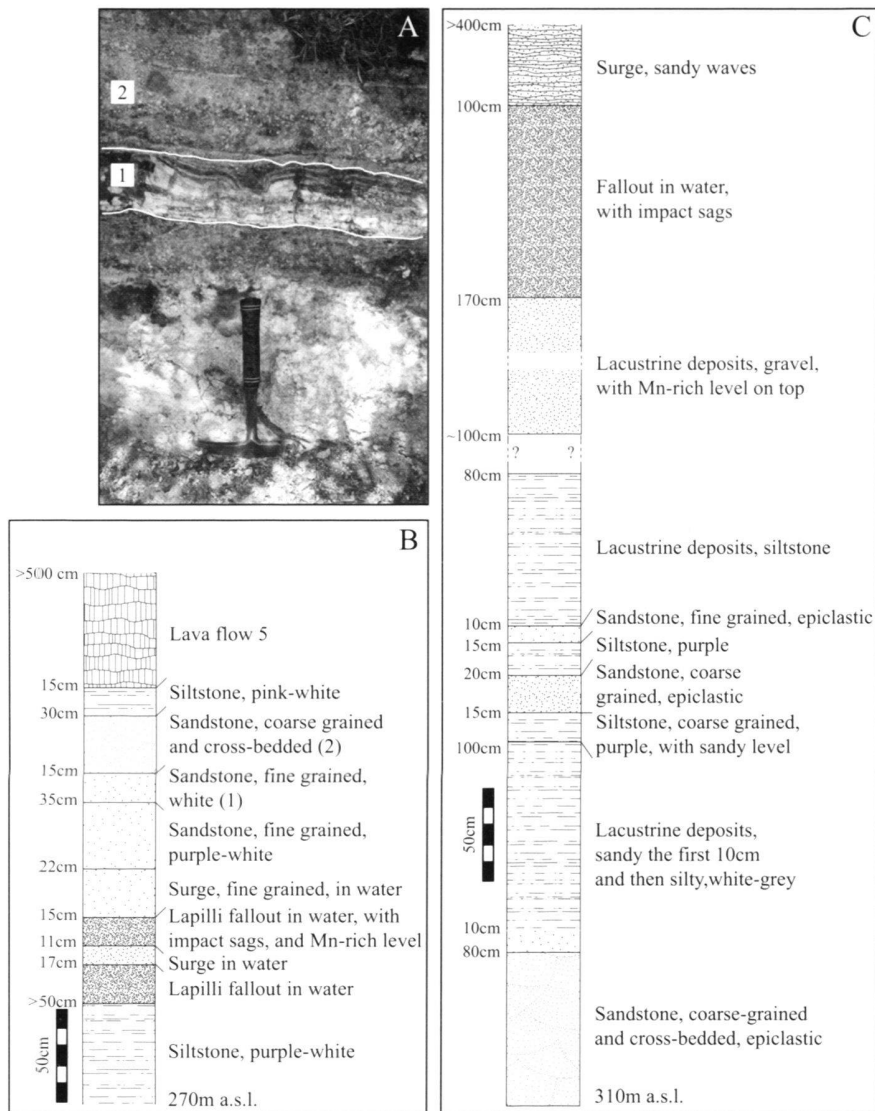 A
2
1
B
>500 cm
Lava flow 5
15cm
Siltstone, pink-white
30cm
Sandstone, coarse grained
and cross-bedded (2)
15cm
Sandstone, fine grained,
white (1)
35cm
Sandstone, fine grained,
purple-white
22cm
Surge, fine grained, in water
15cm
Lapilli fallout in water, with
impact sags, and Mn-rich level
11cm
Surge in water
17cm
Lapilli fallout in water
>50cm
Siltstone, purple-white
50cm
270m a.s.l.
C
>400cm
Surge, sandy waves
100cm
Fallout in water,
with impact sags
170cm
Lacustrine deposits, gravel,
with Mn-rich level on top
~100cm
? ?
80cm
Lacustrine deposits, siltstone
10cm
Sandstone, fine grained, epiclastic
15cm
Siltstone, purple
20cm
Sandstone, coarse
grained, epiclastic
15cm
Siltstone, coarse grained,
purple, with sandy level
100cm
50cm
Lacustrine deposits,
sandy the first 10cm
and then silty,white-grey
10cm
80cm
Sandstone, coarse-grained
and cross-bedded, epiclastic
310m a.s.l.